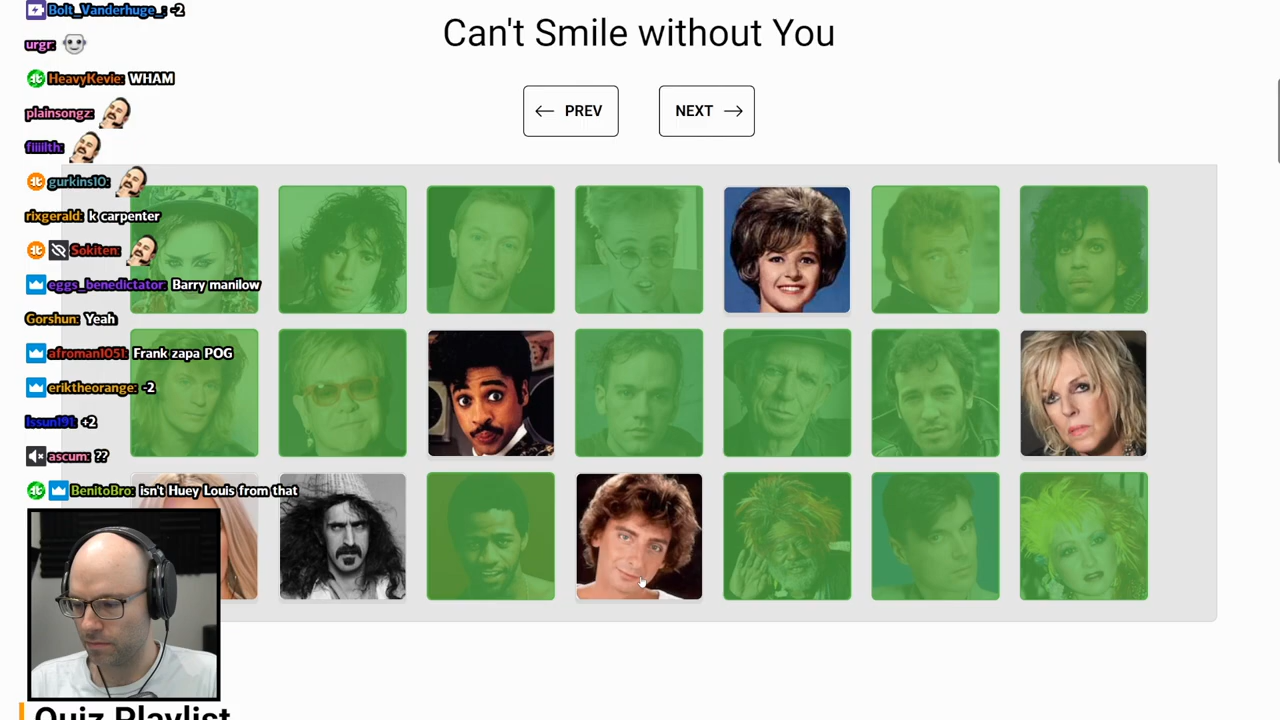 Bolt_Vanderhuge_: -2
Can't Smile without You
urgr:
HeavyKevie: WHAM
← PREV
NEXT →
plainsongz:
fiiiilth:
gurkins10:
rixgerald: k carpenter
Sokiten:
eggs_benedictator: Barry manilow
Gorshun: Yeah
afroman1051: Frank zapa POG
eriktheorange: -2
Issun191: +2
ascum: ??
BenitoBro: isn't Huey Louis from that
Quiz Playlist